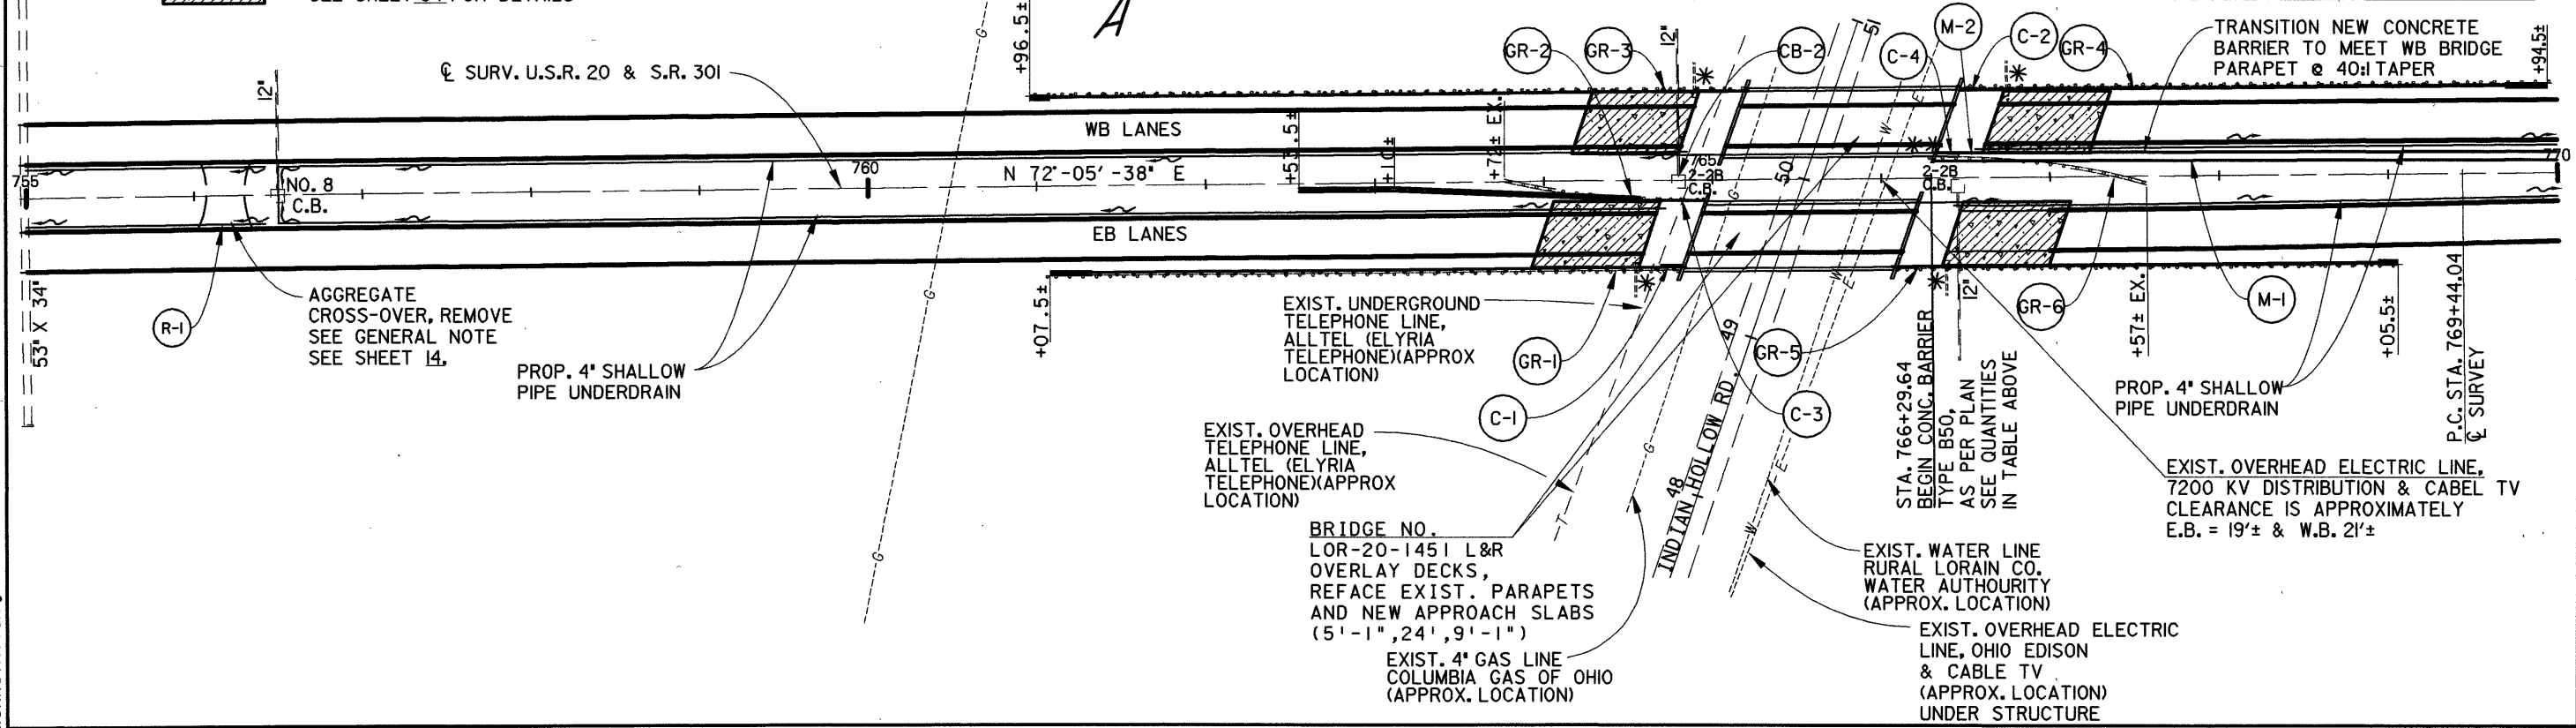 +96.5±
A
12"
℄ SURV. U.S.R. 20 & S.R. 301
GR-2
GR-3
12"
CB-2
51
C-4
M-2
C-2
GR-4
TRANSITION NEW CONCRETE
BARRIER TO MEET WB BRIDGE
PARAPET @ 40:1 TAPER
+94.5±
WB LANES
+53.5±
+79± EX.
755
NO. 8
C.B.
760
N 72°-05'-38" E
765
2-2B
C.B.
50
2-2B
C.B.
770
EB LANES
53" X 34"
R-1
AGGREGATE
CROSS-OVER, REMOVE
SEE GENERAL NOTE
SEE SHEET 14.
PROP. 4" SHALLOW
PIPE UNDERDRAIN
+07.5±
EXIST. UNDERGROUND
TELEPHONE LINE,
ALLTEL (ELYRIA
TELEPHONE)(APPROX
LOCATION)
GR-1
C-1
49
GR-5
C-3
12"
GR-6
+57± EX.
M-1
+05.5±
P.C. STA. 769+44.04
℄ SURVEY
STA. 766+29.64
BEGIN CONC. BARRIER
TYPE B50,
AS PER PLAN
SEE QUANTITIES
IN TABLE ABOVE
PROP. 4" SHALLOW
PIPE UNDERDRAIN
EXIST. OVERHEAD
TELEPHONE LINE,
ALLTEL (ELYRIA
TELEPHONE)(APPROX
LOCATION)
48
INDIAN HOLLOW RD.
EXIST. OVERHEAD ELECTRIC LINE,
7200 KV DISTRIBUTION & CABEL TV
CLEARANCE IS APPROXIMATELY
E.B. = 19'± & W.B. 21'±
BRIDGE NO.
LOR-20-1451 L&R
OVERLAY DECKS,
REFACE EXIST. PARAPETS
AND NEW APPROACH SLABS
(5'-1",24',9'-1")
EXIST. WATER LINE
RURAL LORAIN CO.
WATER AUTHOURITY
(APPROX. LOCATION)
EXIST. 4" GAS LINE
COLUMBIA GAS OF OHIO
(APPROX. LOCATION)
EXIST. OVERHEAD ELECTRIC
LINE, OHIO EDISON
& CABLE TV
(APPROX. LOCATION)
UNDER STRUCTURE